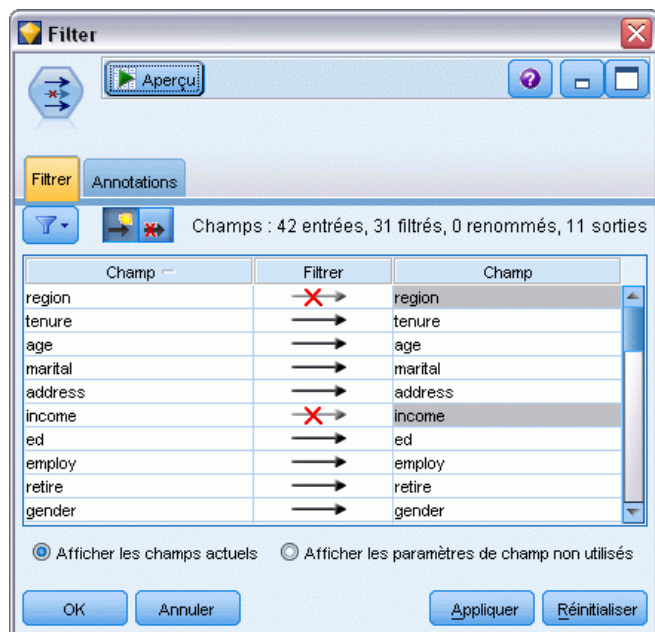 Filter
Aperçu
Filtrer Annotations
Champs : 42 entrées, 31 filtrés, 0 renommés, 11 sorties
Champ Filtrer Champ
region region
tenure tenure
age age
marital marital
address address
income income
ed ed
employ employ
retire retire
gender gender
Afficher les champs actuels Afficher les paramètres de champ non utilisés
OK Annuler Appliquer Réinitialiser